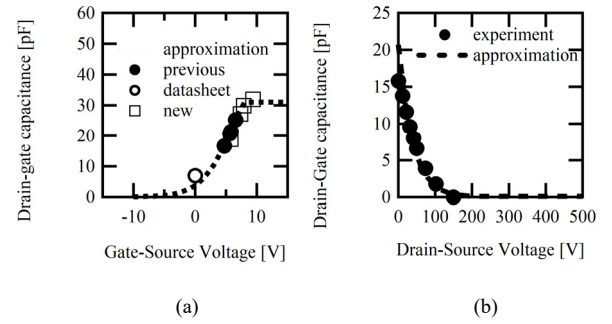 60
50
40
30
20
10
0
Drain-gate capacitance [pF]
approximation
previous
datasheet
new
-10 0 10
Gate-Source Voltage [V]
(a)
25
20
15
10
5
0
Drain-Gate capacitance [pF]
experiment
approximation
0 100 200 300 400 500
Drain-Source Voltage [V]
(b)